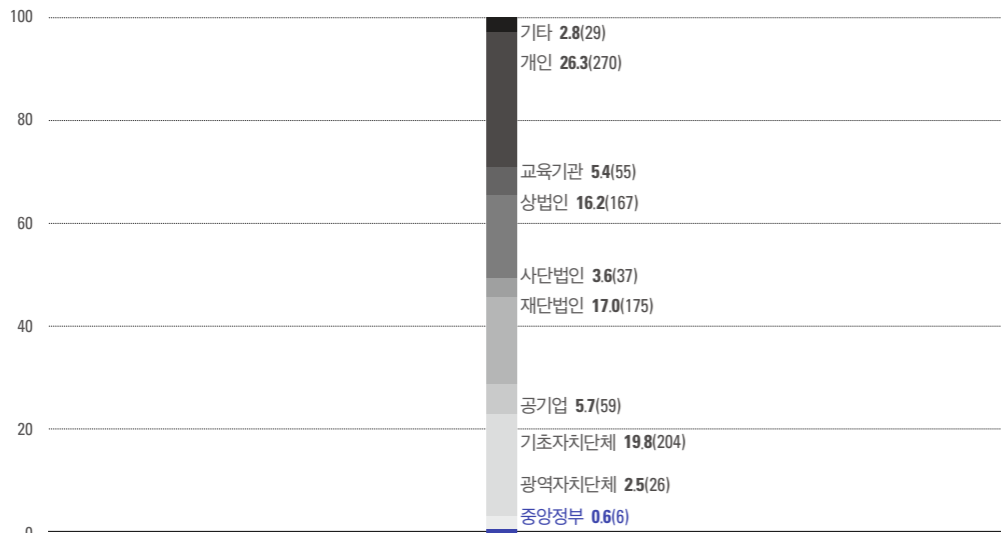 100
기타 2.8(29)
개인 26.3(270)
80
교육기관 5.4(55)
상법인 16.2(167)
60
사단법인 3.6(37)
재단법인 17.0(175)
40
공기업 5.7(59)
20
기초자치단체 19.8(204)
광역자치단체 2.5(26)
중앙정부 0.6(6)
0